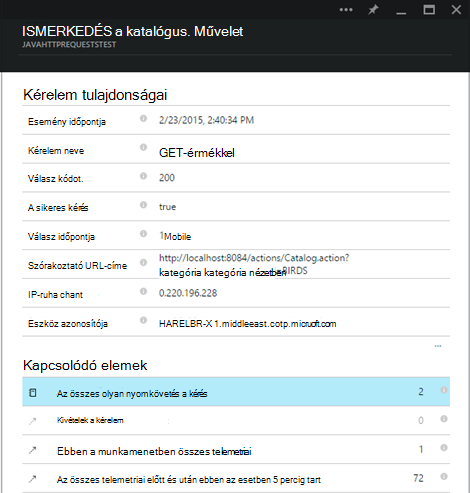 ISMERKEDÉS a katalógus. Művelet
JAVAHTTPREQUESTSTEST
Kérelem tulajdonságai
Esemény időpontja 2/23/2015, 2:40:34 PM
Kérelem neve GET-érmékkel
Válasz kódot. 200
A sikeres kérés true
Válasz időpontja 1Mobile
Szórakoztató URL-címe http://localhost:8084/actions/Catalog.action?
kategória kategória nézetben BIRDS
IP-ruha chant 0.220.196.228
Eszköz azonosítója HARELBR-X 1.middleeast.cotp.microuft.com
Kapcsolódó elemek
Az összes olyan nyomkövetés a kérés 2
Kivételek a kérelem 0
Ebben a munkamenetben összes telemetriai 1
Az összes telemetriai előtt és után ebben az esetben 5 percig tart 72